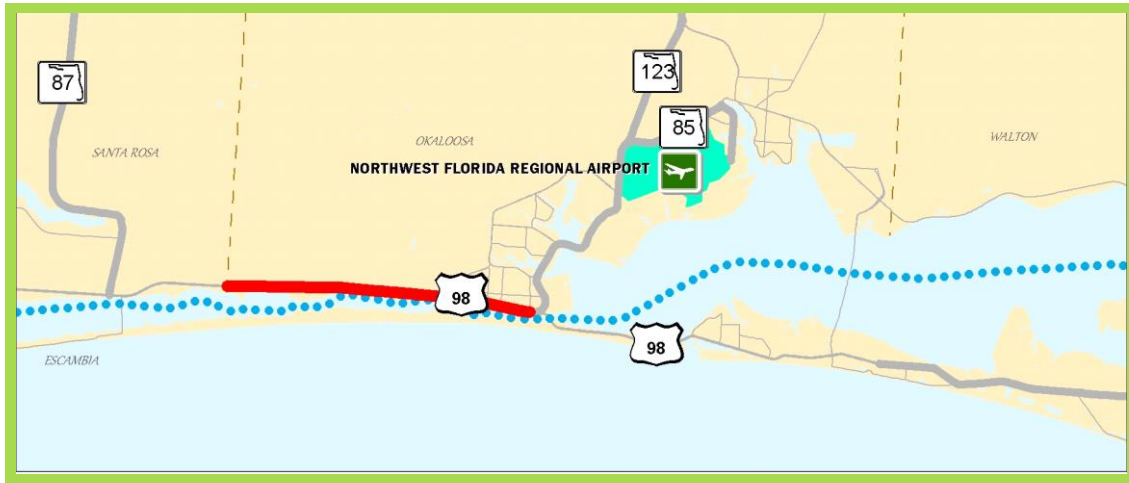 87
123
85
SANTA ROSA
OKALOOSA
WALTON
NORTHWEST FLORIDA REGIONAL AIRPORT
98
98
ESCAMBIA